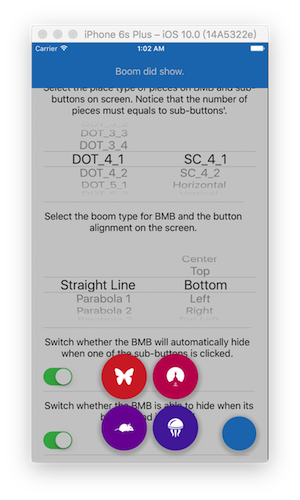 iPhone 6s Plus – iOS 10.0 (14A5322e)
Carrier 1:02 AM
Boom did show.
Select the place type of pieces on BMB and sub-
buttons on screen. Notice that the number of
pieces must equals to sub-buttons'.
DOT_3_3
DOT_3_4
DOT_4_1 SC_4_1
DOT_4_2 SC_4_2
DOT_5_1 Horizontal
Select the boom type for BMB and the button
alignment on the screen.
Center
Top
Straight Line Bottom
Parabola 1 Left
Parabola 2 Right
Switch whether the BMB will automatically hide
when one of the sub-buttons is clicked.
Switch whether the BMB is able to hide when its